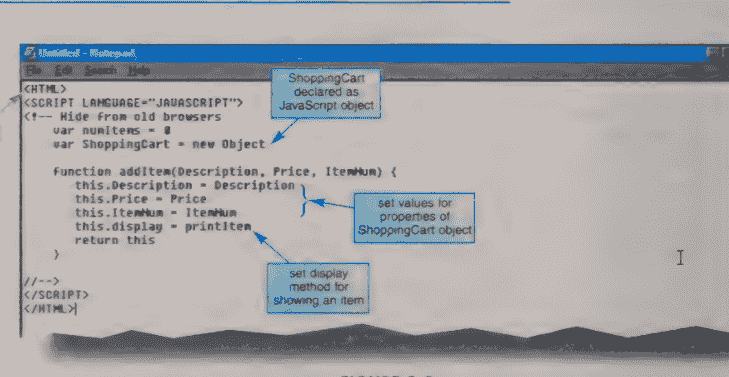 Untitled - Notepad
File Edit Search Help
<HTML>
<SCRIPT LANGUAGE="JAVASCRIPT">
<!-- Hide from old browsers
var numItems = 0
var ShoppingCart = new Object
function addItem(Description, Price, ItemNum) {
this.Description = Description
this.Price = Price
this.ItemNum = ItemNum
this.display = printItem
return this
}
//-->
</SCRIPT>
</HTML>
ShoppingCart
declared as
JavaScript object
set values for
properties of
ShoppingCart object
set display
method for
showing an item